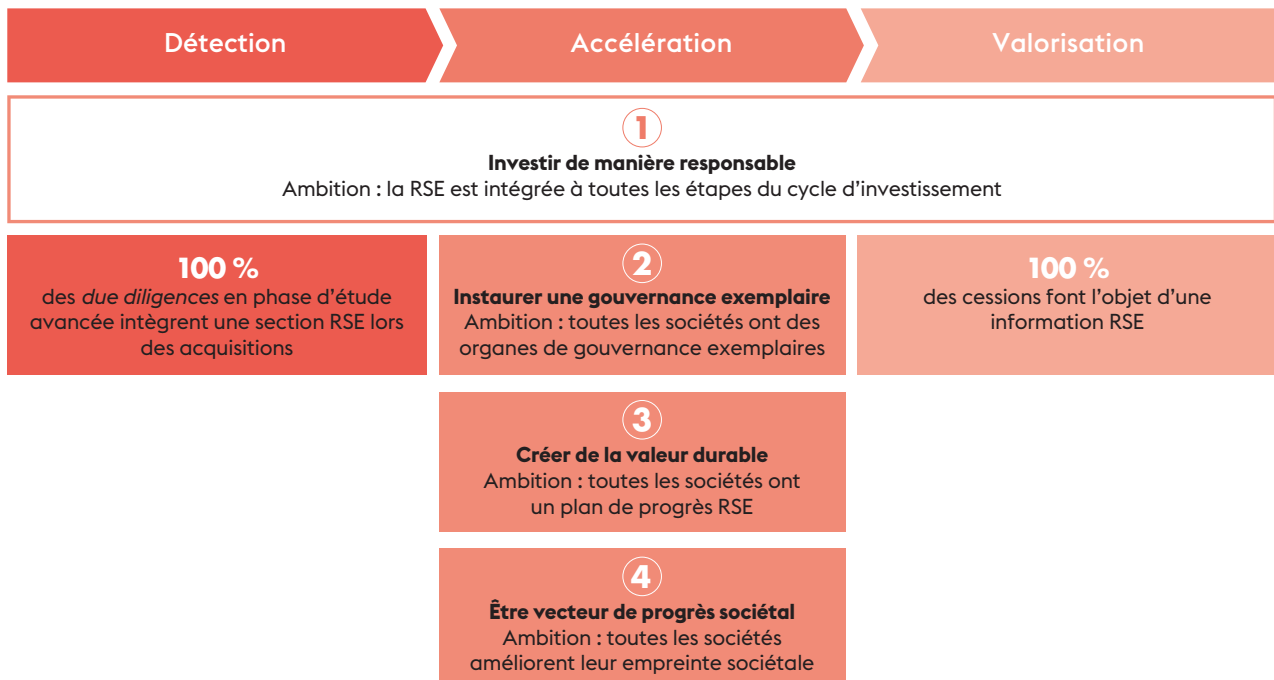 Détection
Accélération
Valorisation
1
Investir de manière responsable
Ambition : la RSE est intégrée à toutes les étapes du cycle d’investissement
100 %
des due diligences en phase d’étude
avancée intègrent une section RSE lors
des acquisitions
2
Instaurer une gouvernance exemplaire
Ambition : toutes les sociétés ont des
organes de gouvernance exemplaires
100 %
des cessions font l’objet d’une
information RSE
3
Créer de la valeur durable
Ambition : toutes les sociétés ont
un plan de progrès RSE
4
Être vecteur de progrès sociétal
Ambition : toutes les sociétés
améliorent leur empreinte sociétale